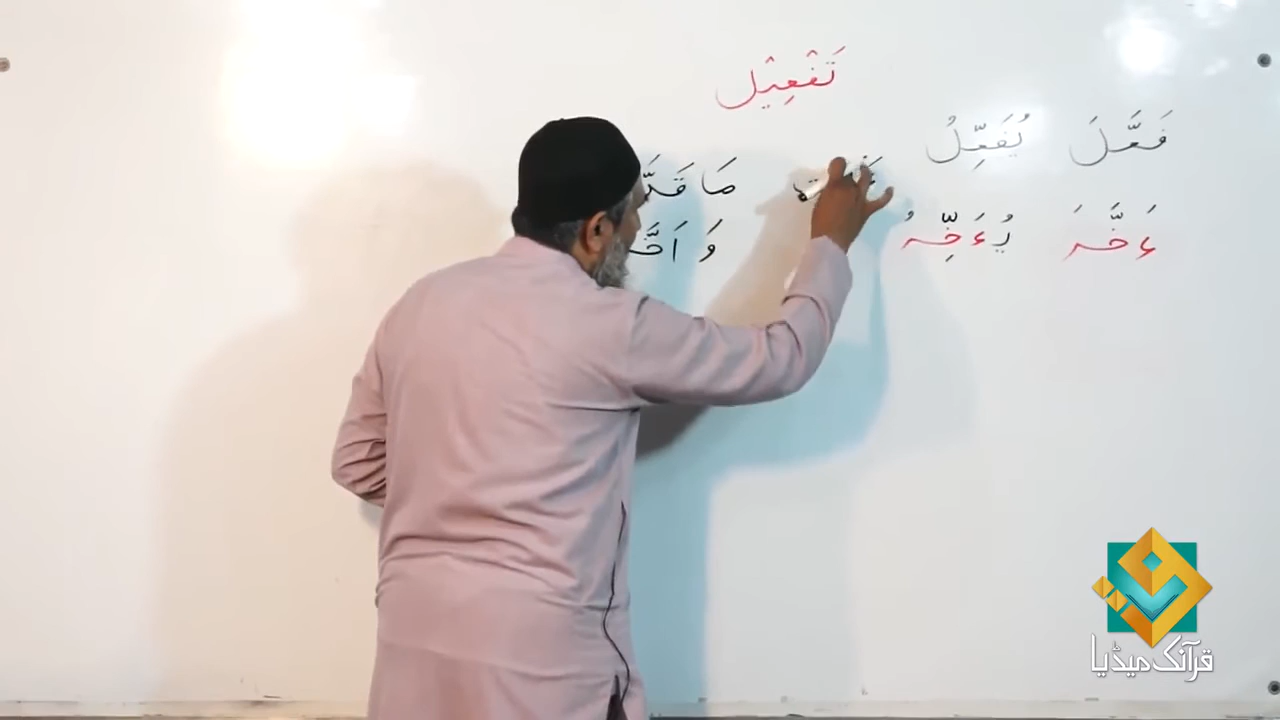 تَفْعِيْل
فَعَّلَ يُفَعِّلُ
مَا قَدَّ
ءَخَّرَ يُءَخِّرُ
وَ اَخَّ
قرآنک میڈیا